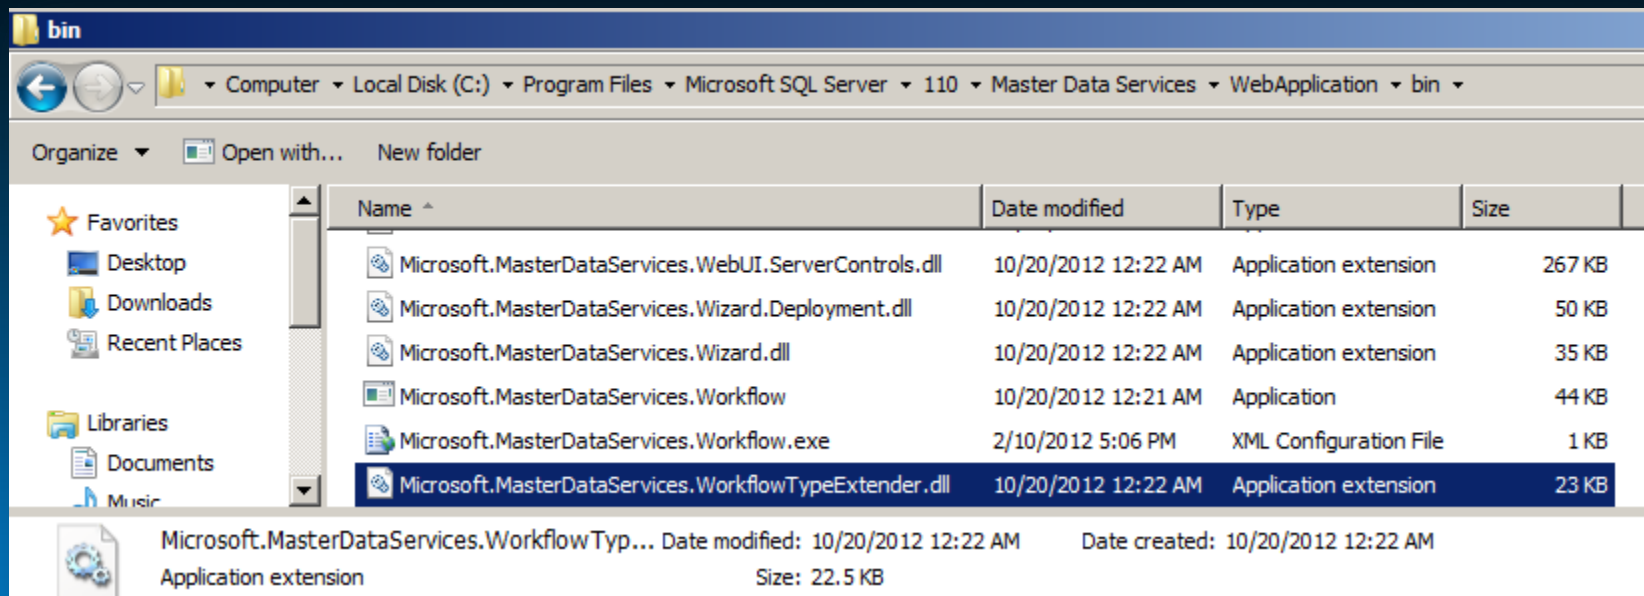 bin
Computer Local Disk (C:) Program Files Microsoft SQL Server 110 Master Data Services WebApplication bin
Organize Open with... New folder
Name Date modified Type Size
Favorites
Desktop
Downloads
Recent Places
Libraries
Documents
Music
Microsoft.MasterDataServices.WebUI.ServerControls.dll 10/20/2012 12:22 AM Application extension 267 KB
Microsoft.MasterDataServices.Wizard.Deployment.dll 10/20/2012 12:22 AM Application extension 50 KB
Microsoft.MasterDataServices.Wizard.dll 10/20/2012 12:22 AM Application extension 35 KB
Microsoft.MasterDataServices.Workflow 10/20/2012 12:21 AM Application 44 KB
Microsoft.MasterDataServices.Workflow.exe 2/10/2012 5:06 PM XML Configuration File 1 KB
Microsoft.MasterDataServices.WorkflowTypeExtender.dll 10/20/2012 12:22 AM Application extension 23 KB
Microsoft.MasterDataServices.WorkflowTyp... Date modified: 10/20/2012 12:22 AM Date created: 10/20/2012 12:22 AM
Application extension Size: 22.5 KB